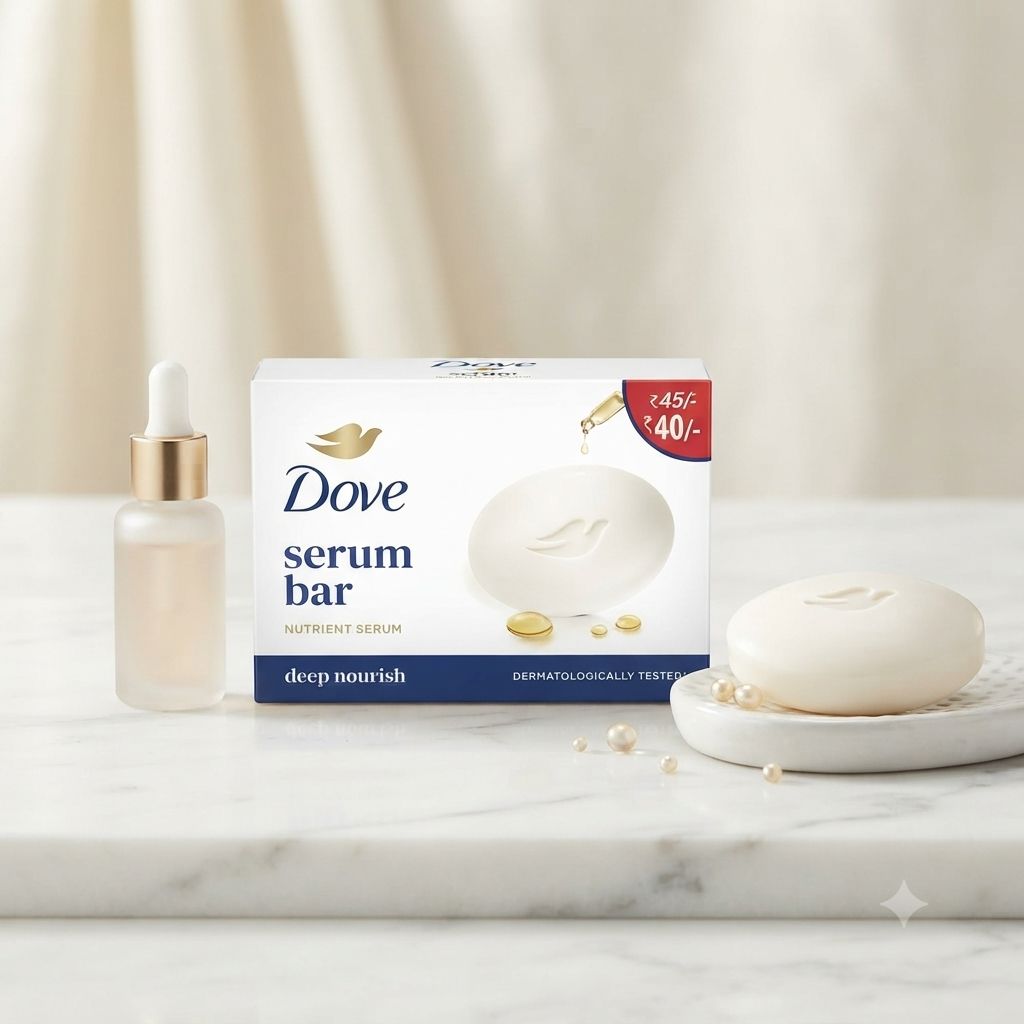 Dove
₹45/-
₹40/-
Dove
serum
bar
NUTRIENT SERUM
deep nourish
DERMATOLOGICALLY TESTED